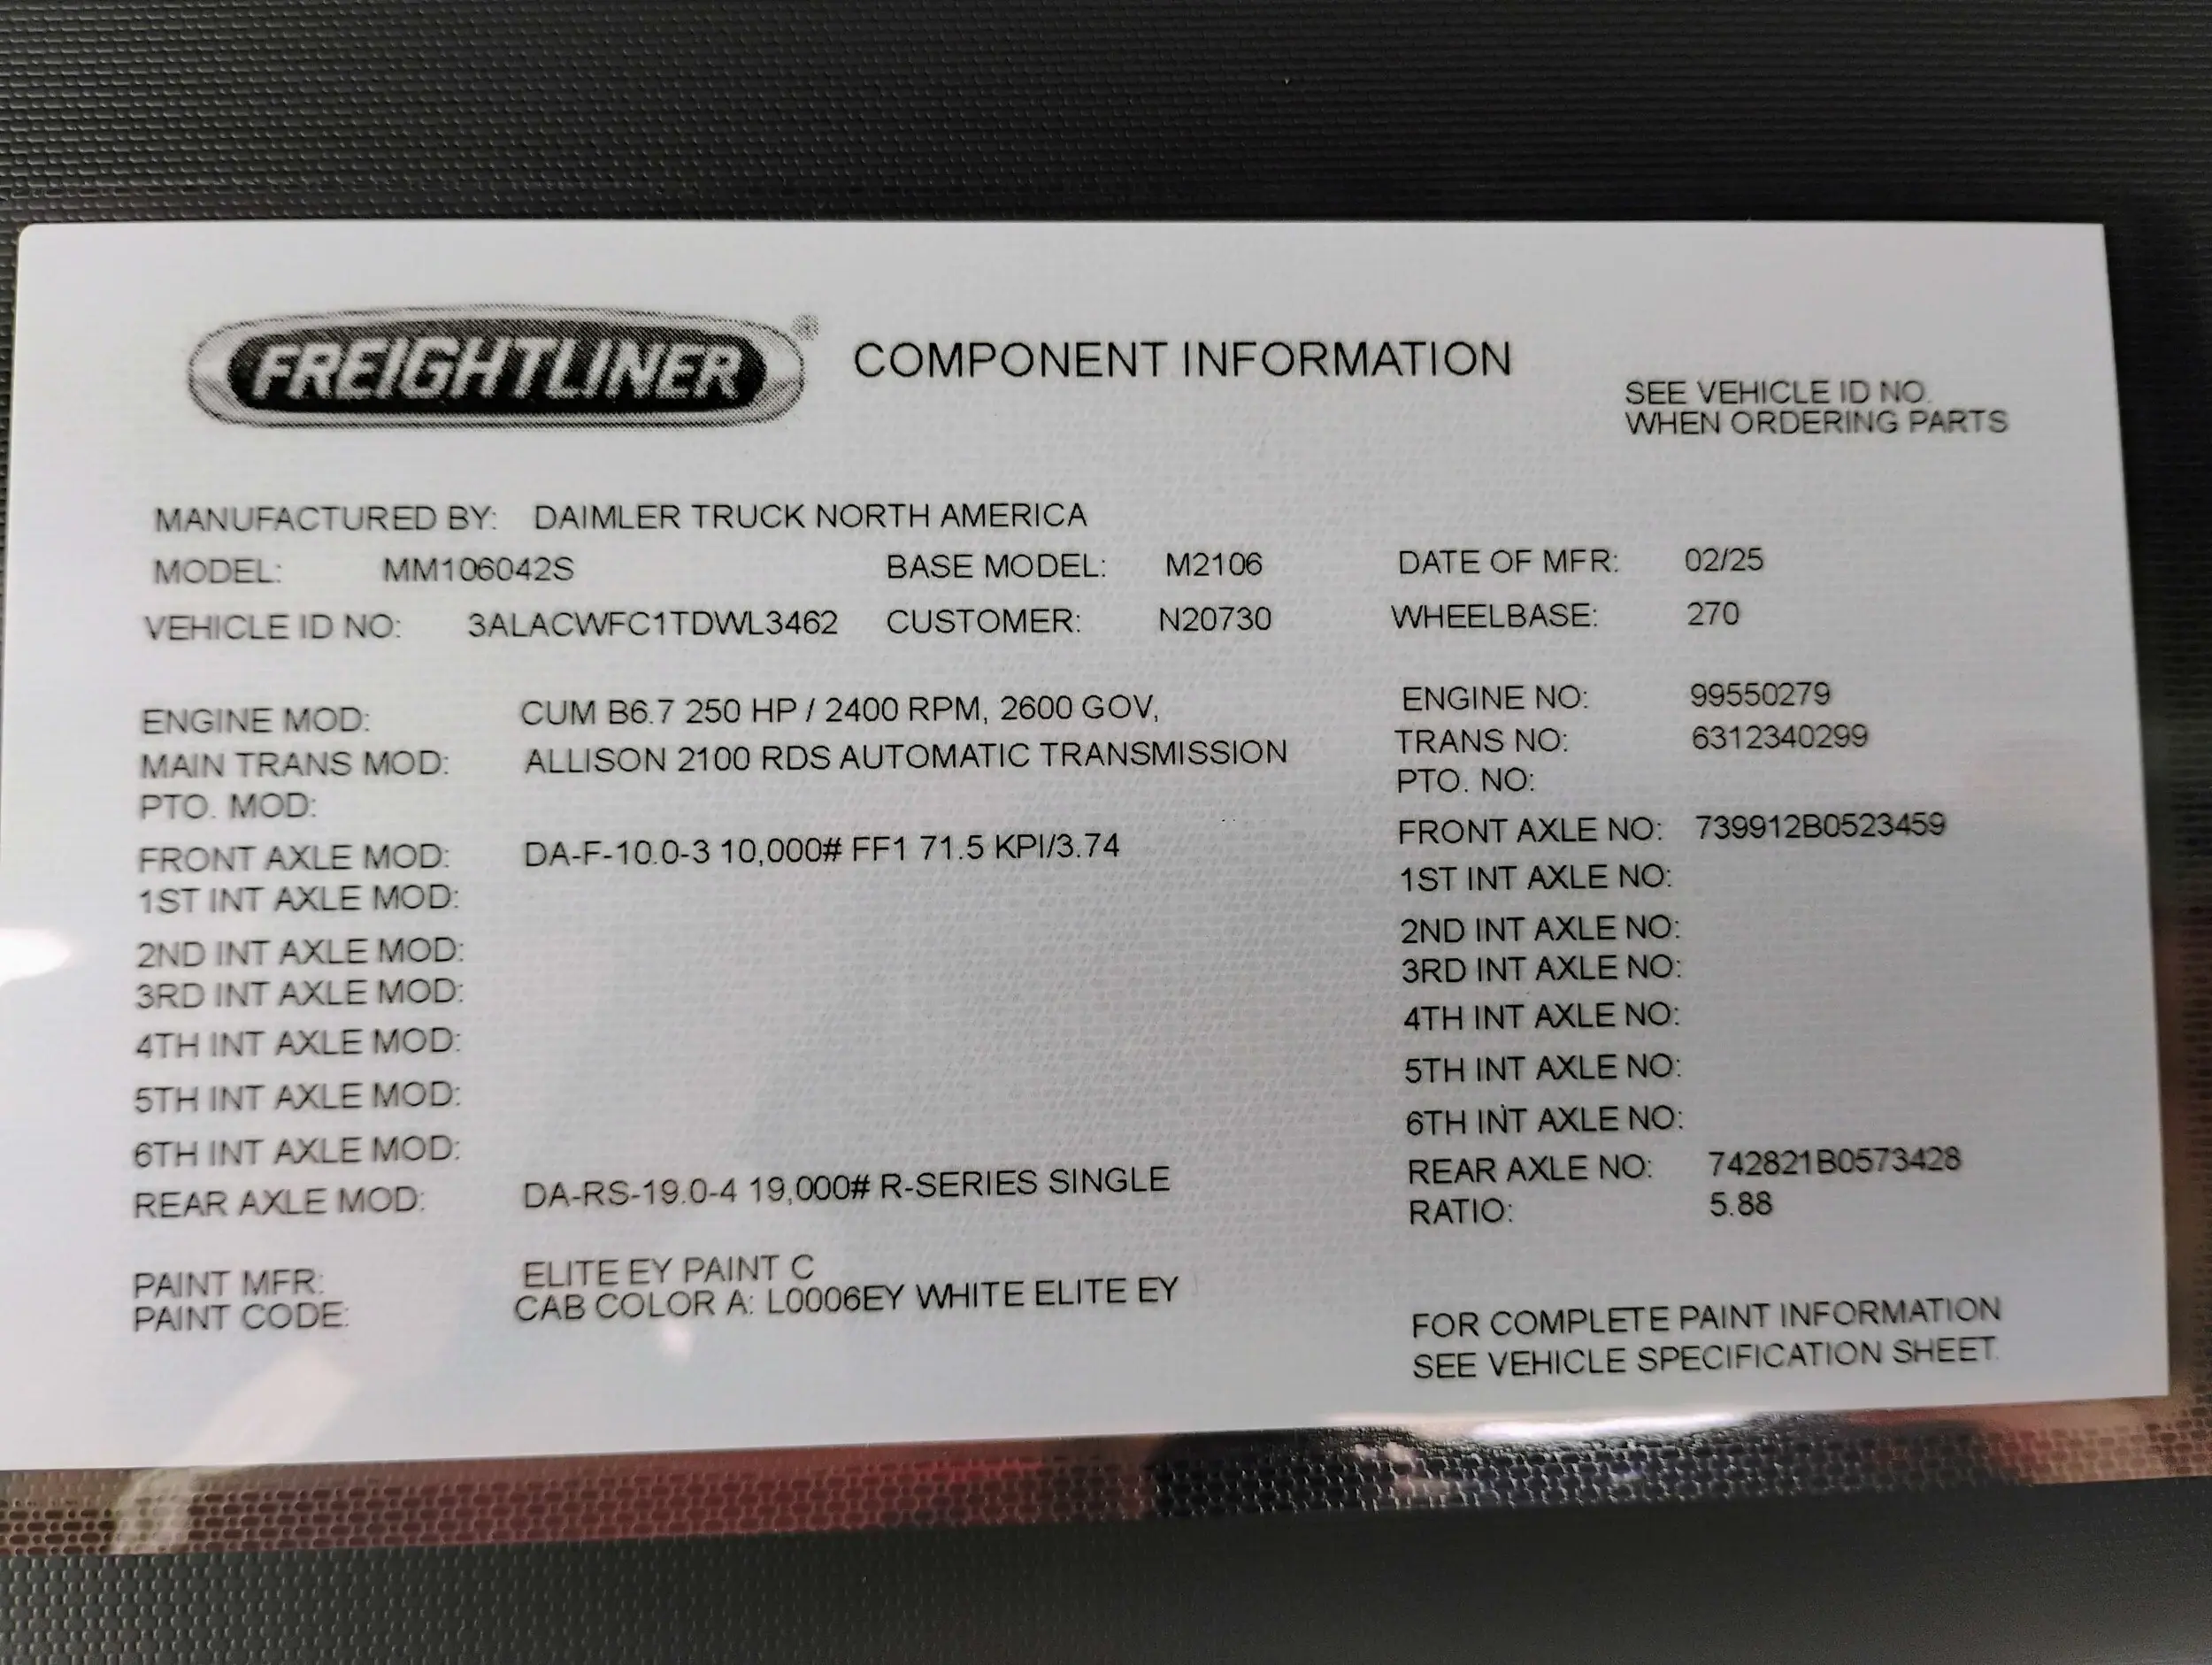 FREIGHTLINER® COMPONENT INFORMATION
SEE VEHICLE ID NO.
WHEN ORDERING PARTS
MANUFACTURED BY: DAIMLER TRUCK NORTH AMERICA
MODEL: MM106042S BASE MODEL: M2106 DATE OF MFR: 02/25
VEHICLE ID NO: 3ALACWFC1TDWL3462 CUSTOMER: N20730 WHEELBASE: 270
ENGINE MOD: CUM B6.7 250 HP / 2400 RPM, 2600 GOV, ENGINE NO: 99550279
MAIN TRANS MOD: ALLISON 2100 RDS AUTOMATIC TRANSMISSION TRANS NO: 6312340299
PTO. MOD: PTO. NO:
FRONT AXLE MOD: DA-F-10.0-3 10,000# FF1 71.5 KPI/3.74 FRONT AXLE NO: 739912B0523459
1ST INT AXLE MOD: 1ST INT AXLE NO:
2ND INT AXLE MOD: 2ND INT AXLE NO:
3RD INT AXLE MOD: 3RD INT AXLE NO:
4TH INT AXLE MOD: 4TH INT AXLE NO:
5TH INT AXLE MOD: 5TH INT AXLE NO:
6TH INT AXLE MOD: 6TH INT AXLE NO:
REAR AXLE MOD: DA-RS-19.0-4 19,000# R-SERIES SINGLE REAR AXLE NO: 742821B0573428
RATIO: 5.88
PAINT MFR: ELITE EY PAINT C
PAINT CODE: CAB COLOR A: L0006EY WHITE ELITE EY
FOR COMPLETE PAINT INFORMATION
SEE VEHICLE SPECIFICATION SHEET.